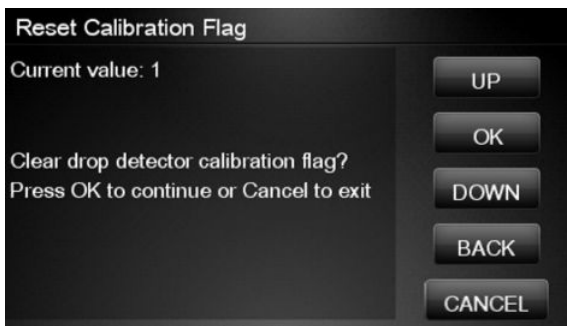 Reset Calibration Flag
Current value: 1
Clear drop detector calibration flag?
Press OK to continue or Cancel to exit
UP
OK
DOWN
BACK
CANCEL